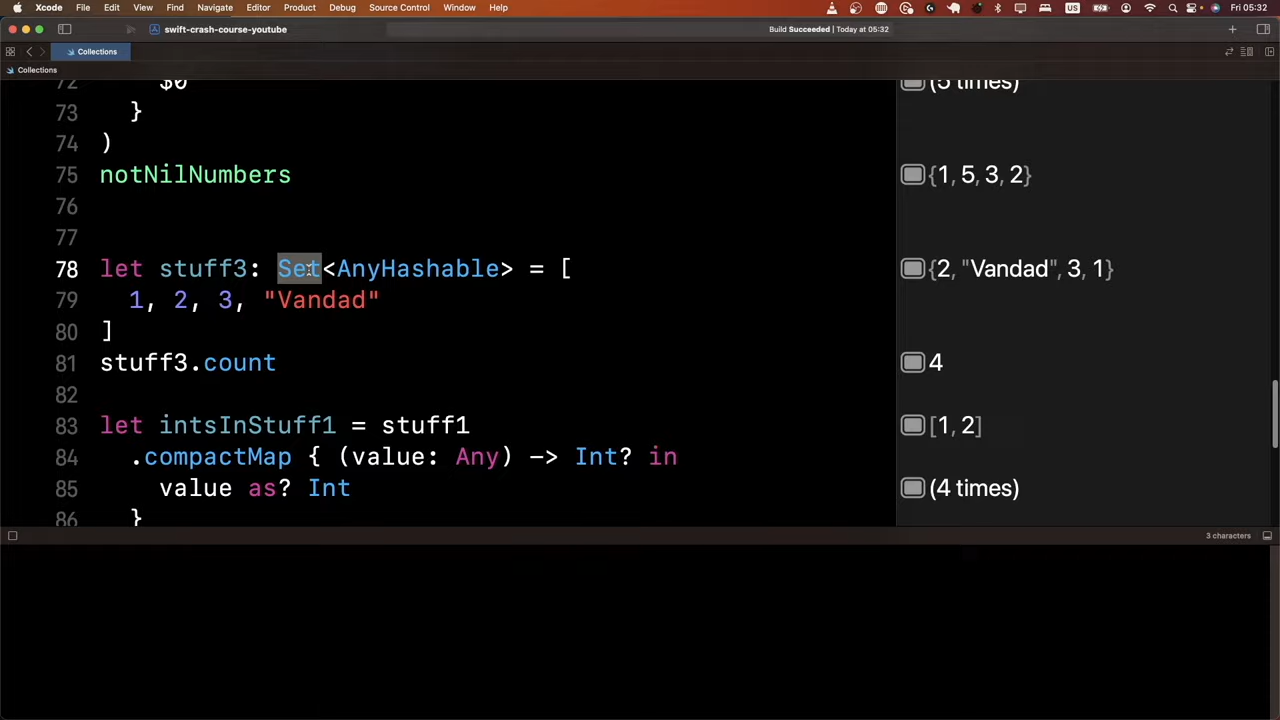 Xcode File Edit View Find Navigate Editor Product Debug Source Control Window Help Fri 05:32
swift-crash-course-youtube Build Succeeded | Today at 05:32
Collections
Collections
72 $0 (5 times)
73 }
74 )
75 notNilNumbers {1, 5, 3, 2}
76
77
78 let stuff3: Set<AnyHashable> = [ {2, "Vandad", 3, 1}
79 1, 2, 3, "Vandad"
80 ]
81 stuff3.count 4
82
83 let intsInStuff1 = stuff1 [1, 2]
84 .compactMap { (value: Any) -> Int? in
85 value as? Int (4 times)
86 }
3 characters